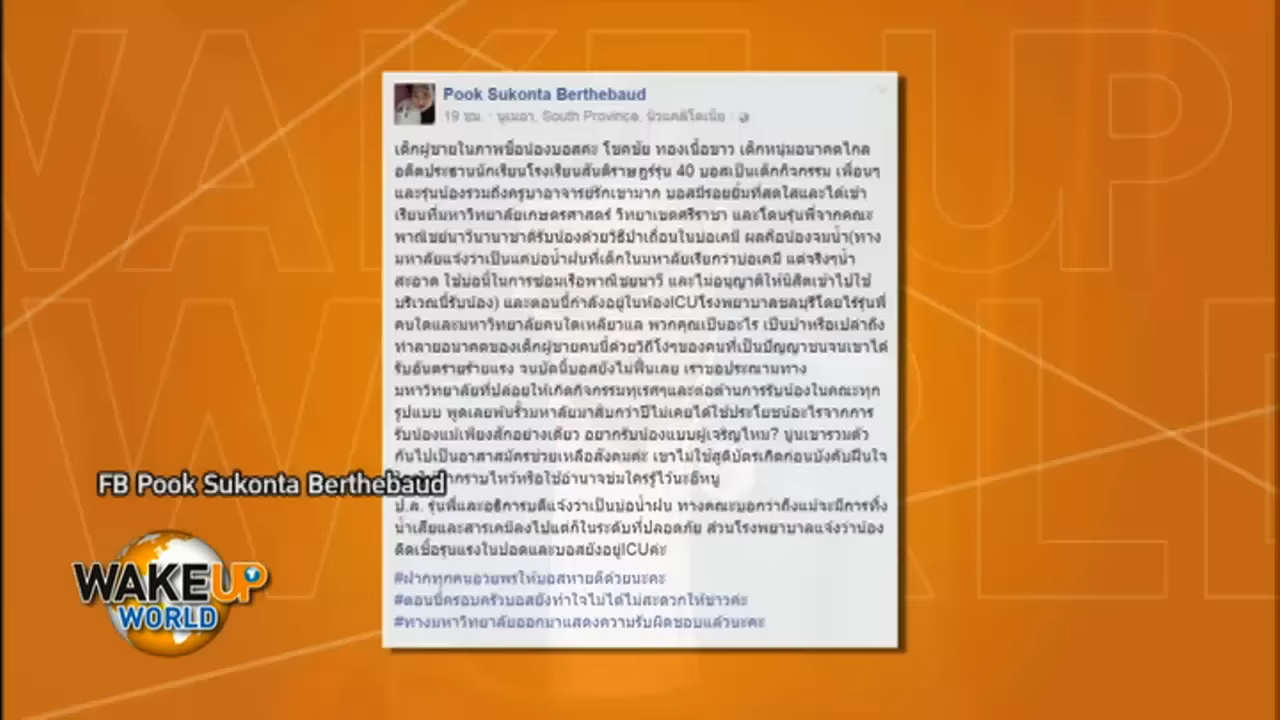 WAKE UP
WORLD
Pook Sukonta Berthebaud
19 ชม. · นูเมอา, South Province, นิวแคลิโดเนีย ·
เด็กผู้ชายในภาพชื่อน้องบอสค่ะ โชคชัย ทองเนื้อขาว เด็กหนุ่มอนาคตไกล
อดีตประธานนักเรียนโรงเรียนสันติราษฎร์รุ่น 40 บอสเป็นเด็กกิจกรรม เพื่อนๆ
และรุ่นน้องรวมถึงครูบาอาจารย์รักเขามาก บอสมีรอยยิ้มที่สดใสและได้เข้า
เรียนที่มหาวิทยาลัยเกษตรศาสตร์ วิทยาเขตศรีราชา และโดนรุ่นพี่จากคณะ
พาณิชย์นาวีนานาชาติรับน้องด้วยวิธีป่าเถื่อนในบ่อเคมี ผลคือน้องจมน้ำ(ทาง
มหาลัยแจ้งว่าเป็นแค่บ่อน้ำฝนที่เด็กในมหาลัยเรียกว่าบ่อเคมี แต่จริงๆน้ำ
สะอาด ใช้บ่อนี้ในการซ่อมเรือพาณิชยนาวี และไม่อนุญาติให้นิสิตเข้าไปใช้
บริเวณนี้รับน้อง) และตอนนี้กำลังอยู่ในห้องICUโรงพยาบาลชลบุรีโดยไร้รุ่นพี่
คนใดและมหาวิทยาลัยคนใดเหลียวแล พวกคุณเป็นอะไร เป็นบ้าหรือเปล่าถึง
ทำลายอนาคตของเด็กผู้ชายคนนี้ด้วยวิถีโง่ๆของคนที่เป็นปัญญาชนจนเขาได้
รับอันตรายร้ายแรง จนบัดนี้บอสยังไม่ฟื้นเลย เราขอประณามทาง
มหาวิทยาลัยที่ปล่อยให้เกิดกิจกรรมทุเรศๆและต่อต้านการรับน้องในคณะทุก
รูปแบบ พูดเลยพ้นรั้วมหาลัยมาสิบกว่าปีไม่เคยได้ใช้ประโยชน์อะไรจากการ
รับน้องแม้เพียงสักอย่างเดียว อยากรับน้องแบบผู้เจริญไหม? นู่นเขารวมตัว
กันไปเป็นอาสาสมัครช่วยเหลือสังคมค่ะ เขาไม่ใช้สูติบัตรเกิดก่อนบังคับฝืนใจ
กราบไหว้หรือใช้อำนาจข่มใครรู้ไว้นะอีหนู
ป.ล. รุ่นพี่และอธิการบดีแจ้งว่าเป็นบ่อน้ำฝน ทางคณะบอกว่าถึงแม้จะมีการทิ้ง
น้ำเสียและสารเคมีลงไปแต่ก็ในระดับที่ปลอดภัย ส่วนโรงพยาบาลแจ้งว่าน้อง
ติดเชื้อรุนแรงในปอดและบอสยังอยู่ICUค่ะ
#ฝากทุกคนอวยพรให้บอสหายดีด้วยนะคะ
#ตอนนี้ครอบครัวบอสยังทำใจไม่ได้ไม่สะดวกให้ข่าวค่ะ
#ทางมหาวิทยาลัยออกมาแสดงความรับผิดชอบแล้วนะคะ
FB Pook Sukonta Berthebaud
WAKE UP
WORLD